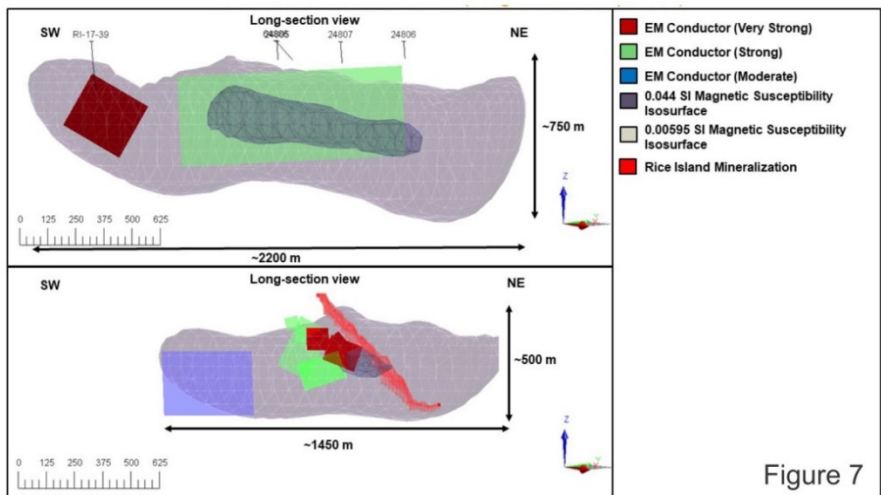 Long-section view
SW
NE
RI-17-39
24805
24807
24806
~750 m
0 125 250 375 500 625
Z
Y
~2200 m
Long-section view
SW
NE
~500 m
~1450 m
0 125 250 375 500 625
Z
Y
EM Conductor (Very Strong)
EM Conductor (Strong)
EM Conductor (Moderate)
0.044 SI Magnetic Susceptibility
Isosurface
0.00595 SI Magnetic Susceptibility
Isosurface
Rice Island Mineralization
Figure 7